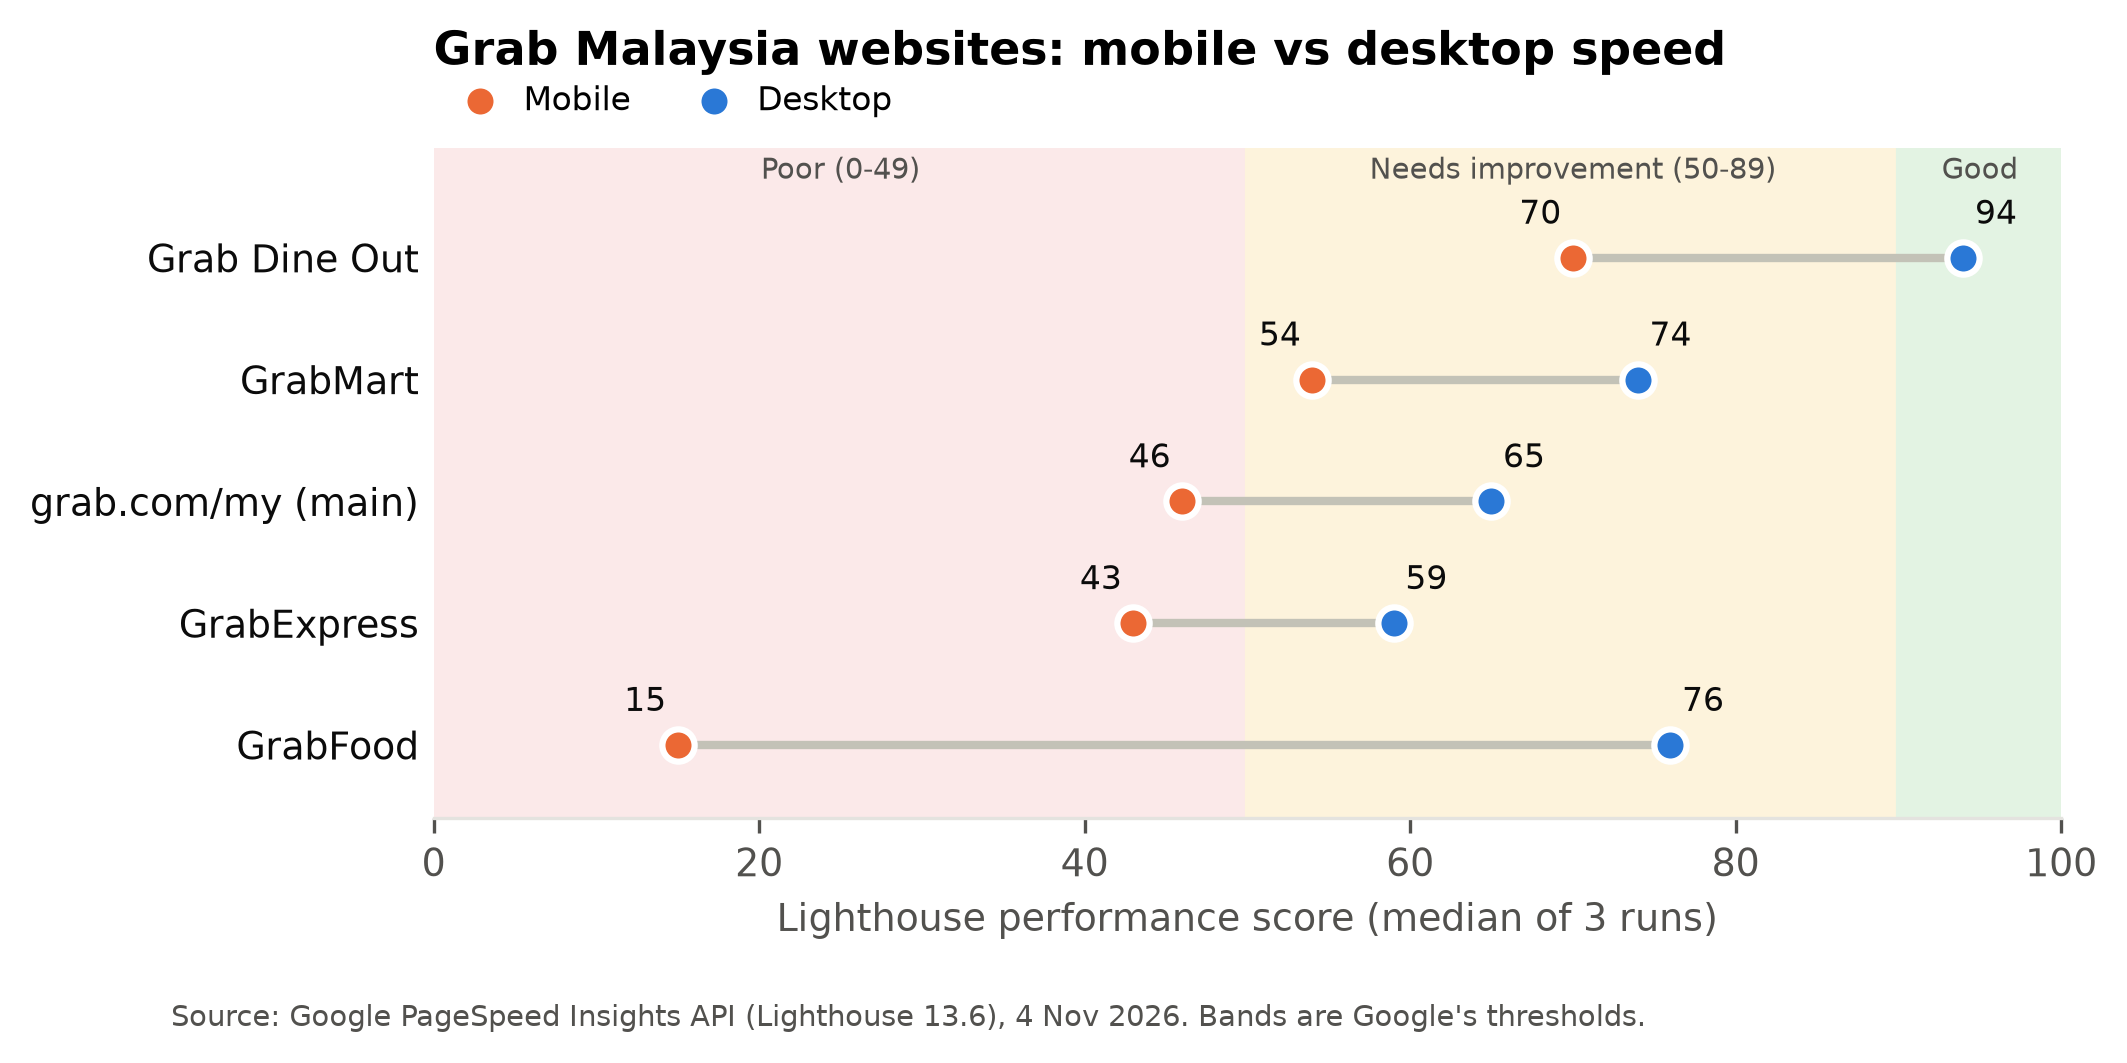 Grab Malaysia websites: mobile vs desktop speed
Mobile Desktop
Poor (0-49) Needs improvement (50-89) Good
70 94
Grab Dine Out
54 74
GrabMart
46 65
grab.com/my (main)
43 59
GrabExpress
15 76
GrabFood
0 20 40 60 80 100
Lighthouse performance score (median of 3 runs)
Source: Google PageSpeed Insights API (Lighthouse 13.6), 4 Nov 2026. Bands are Google's thresholds.